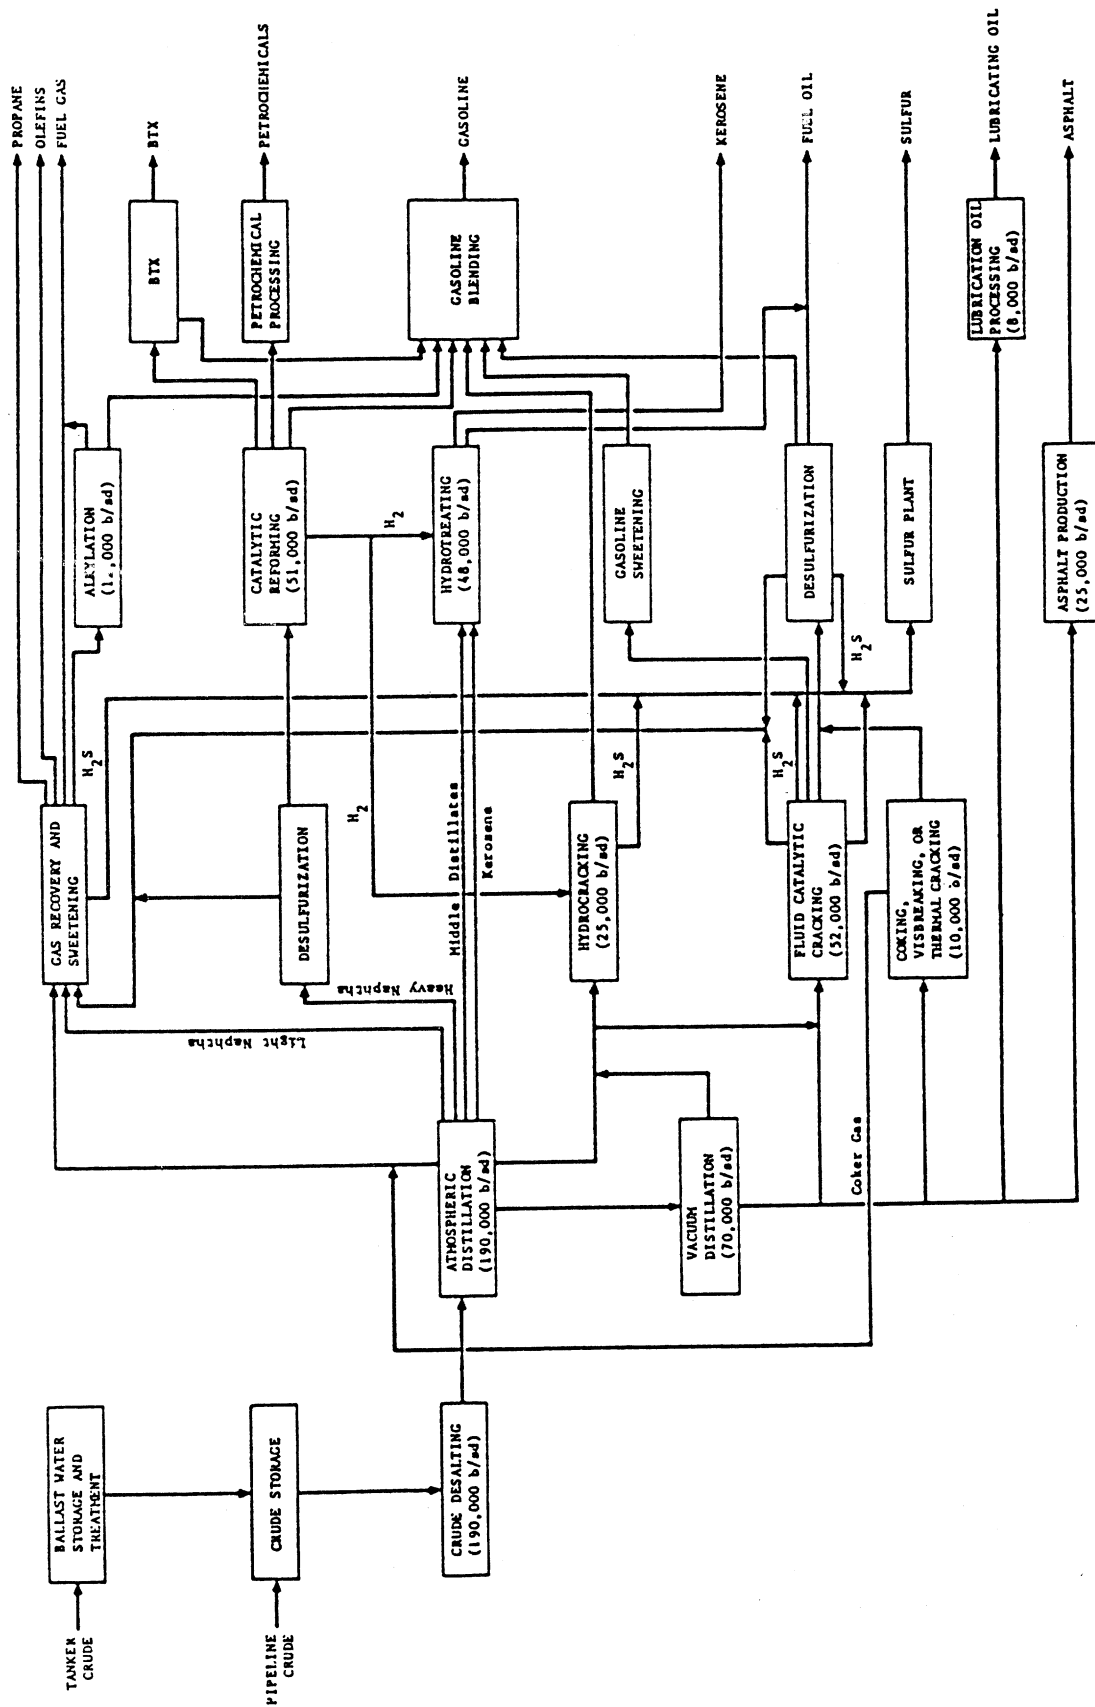 TANKER
CRUDE
BALLAST WATER
STORAGE AND
TREATMENT
PIPELINE
CRUDE
CRUDE STORAGE
CRUDE DESALTING
(190,000 b/sd)
ATMOSPHERIC
DISTILLATION
(190,000 b/sd)
VACUUM
DISTILLATION
(70,000 b/sd)
Light Naphtha
Heavy Naphtha
Middle Distillates
Kerosene
Coker Gas
GAS RECOVERY AND
SWEETENING
DESULFURIZATION
HYDROCRACKING
(25,000 b/sd)
FLUID CATALYTIC
CRACKING
(52,000 b/sd)
COKING,
VISBREAKING, OR
THERMAL CRACKING
(10,000 b/sd)
H2S
H2
H2S
H2S
ALKYLATION
CATALYTIC
REFORMING
(51,000 b/sd)
H2
HYDROTREATING
(48,000 b/sd)
GASOLINE
SWEETENING
DESULFURIZATION
H2S
SULFUR PLANT
ASPHALT PRODUCTION
(25,000 b/sd)
BTX
PETROCHEMICAL
PROCESSING
GASOLINE
BLENDING
LUBRICATION OIL
PROCESSING
(8,000 b/sd)
PROPANE
OLEFINS
FUEL GAS
BTX
PETROCHEMICALS
GASOLINE
KEROSENE
FUEL OIL
SULFUR
LUBRICATING OIL
ASPHALT